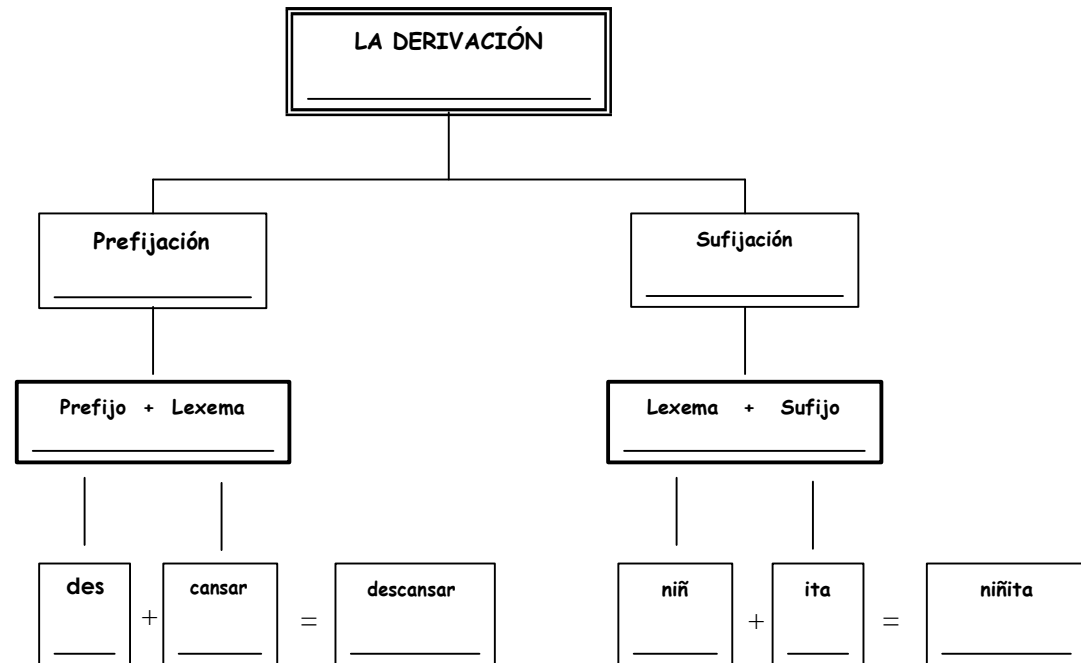 LA DERIVACIÓN
Prefijación
Sufijación
Prefijo + Lexema
Lexema + Sufijo
des + cansar = descansar
niñ + ita = niñita